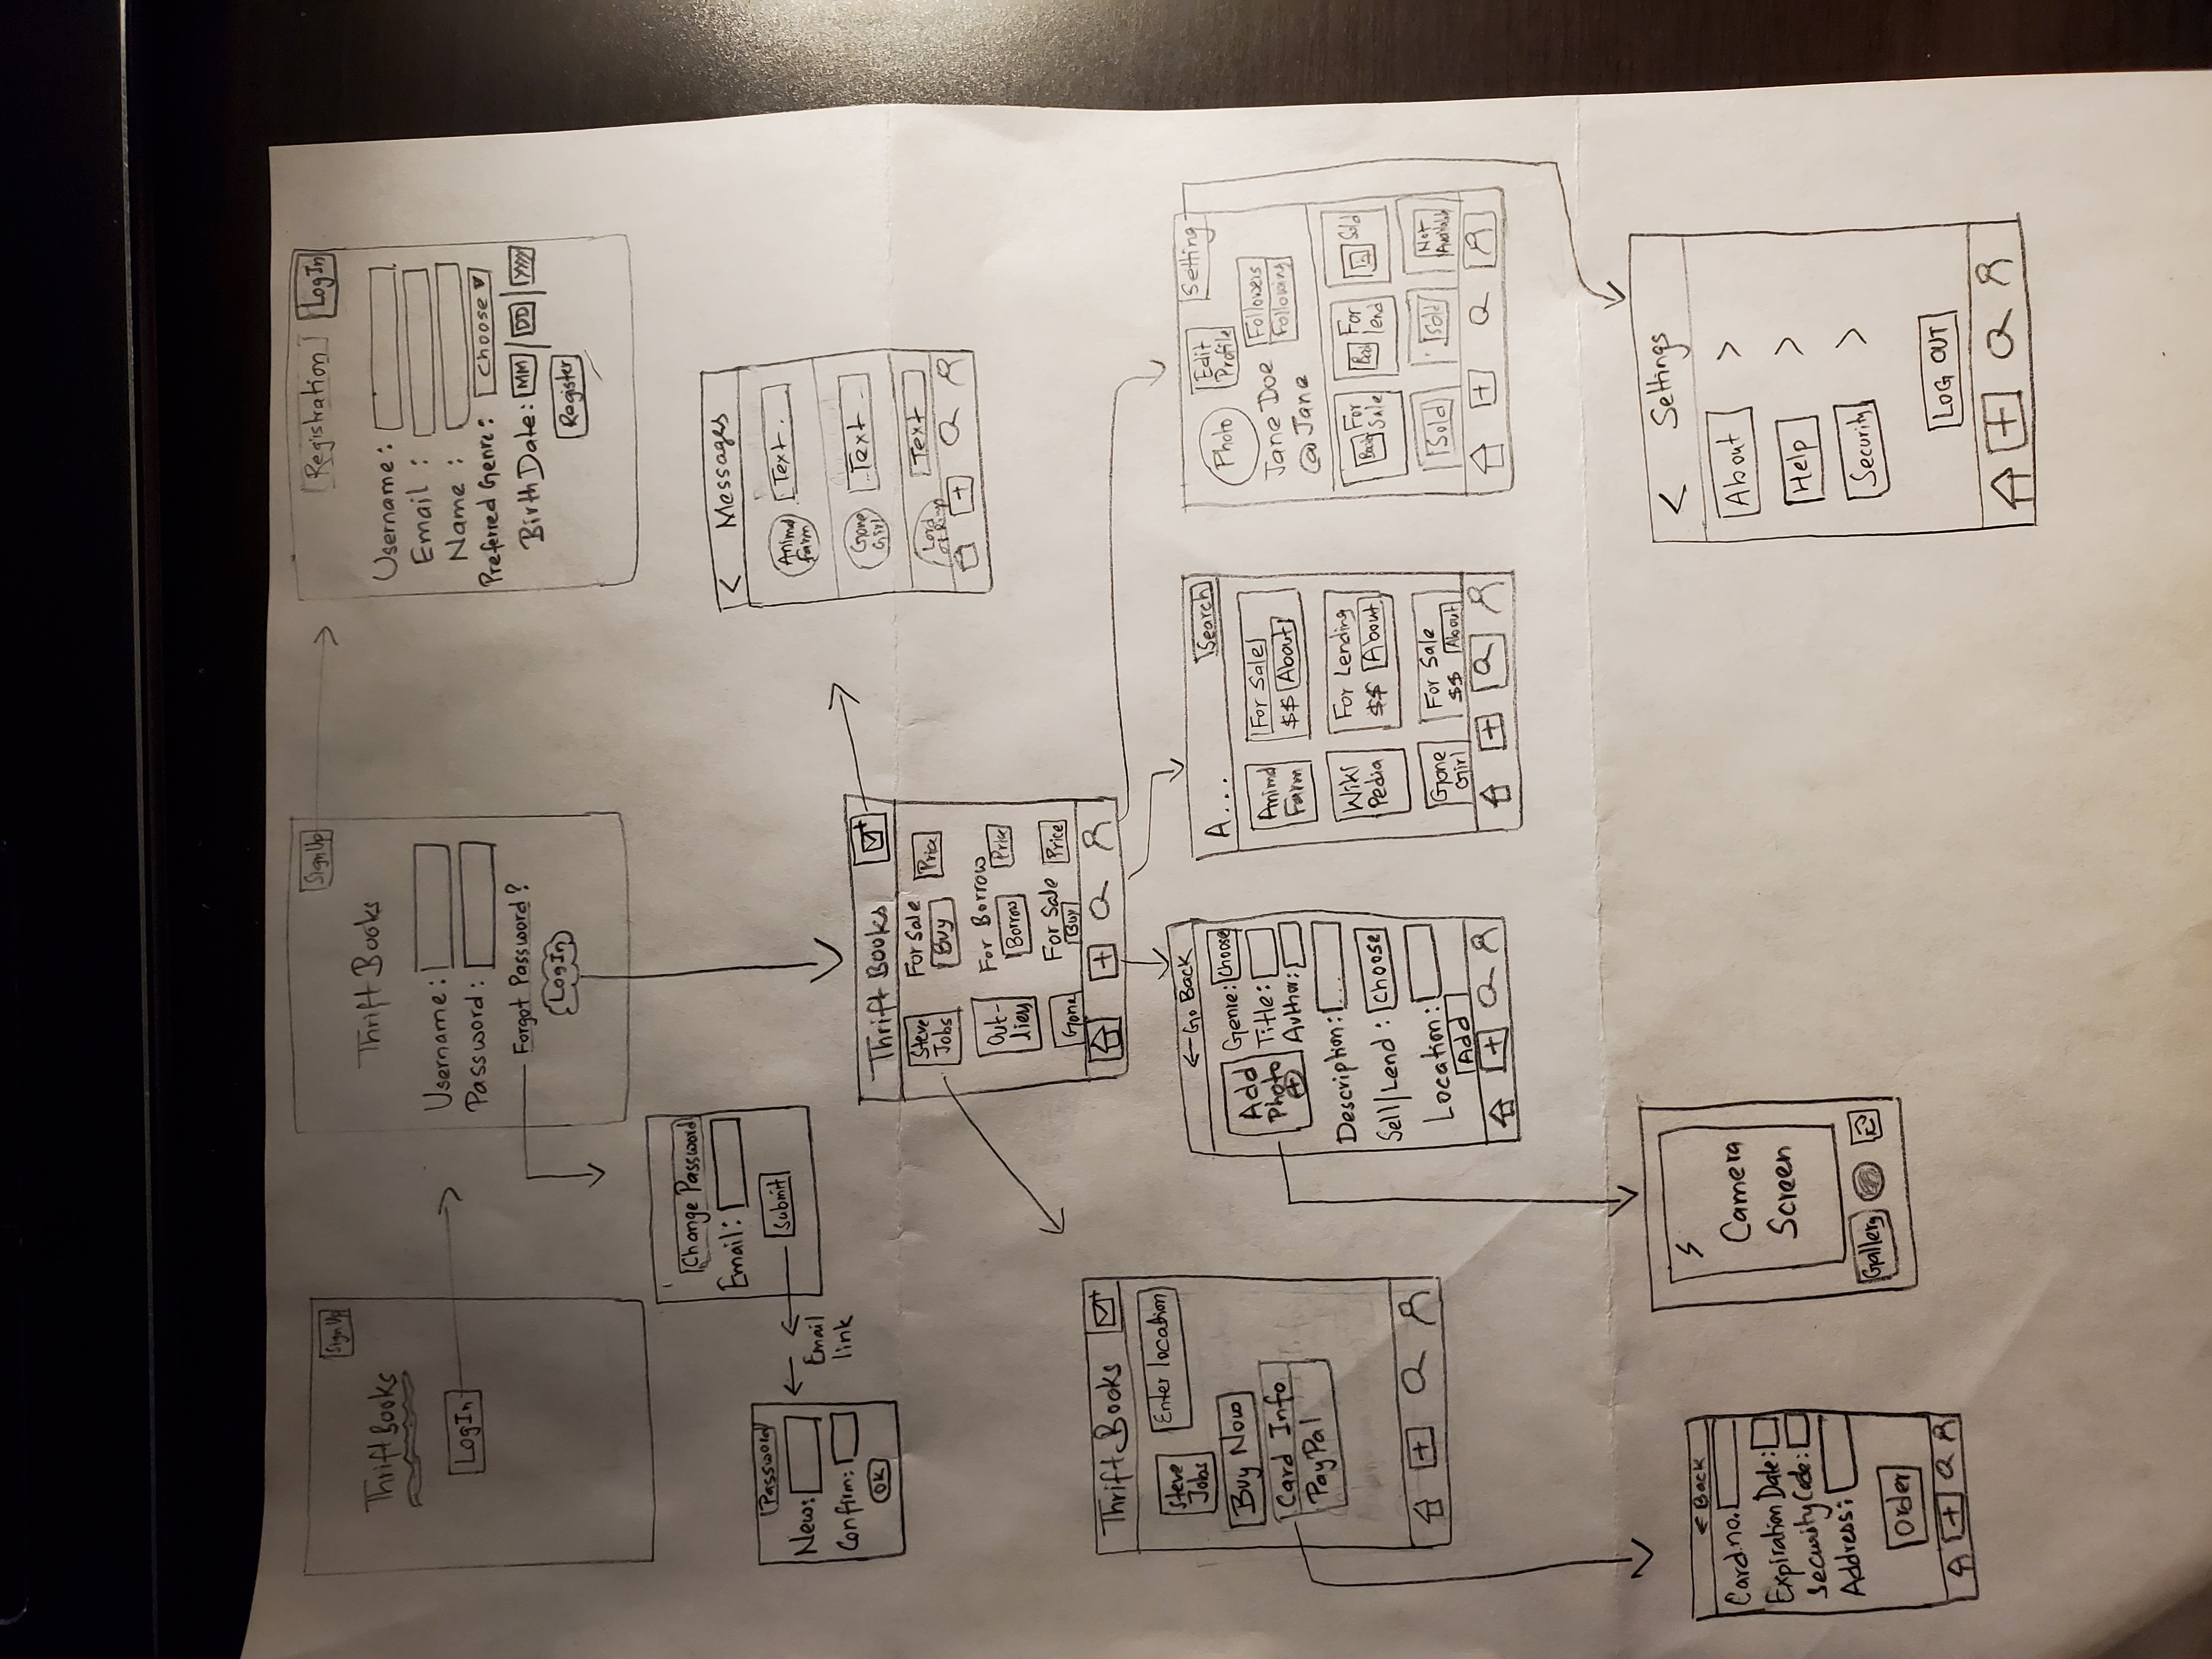 Sign Up
Thrift Books
LogIn
Sign Up
Thrift Books
Username:
Password:
Forgot Password?
LogIn
Registration LogIn
Username:
Email :
Name :
Preferred Genre: Choose
Birth Date: MM / DD / YYYY
Register
Change Password
Email:
Submit
Email
link
Password
New:
Confirm:
OK
Thrift Books
Steve
Jobs
For Sale
Buy
Price
Out-
liers
For Borrow
Borrow
Price
Gone
For Sale
Buy
Price
< Messages
Animal
Farm
Text.
Gone
Girl
Text
Lord
of Rings
Text
Thrift Books
Steve
Jobs
Enter location
Buy Now
Card Info
PayPal
← Go Back
Add
Photo
+
Genre: Choose
Title:
Author:
Description: ...
Sell/Lend : Choose
Location:
Add
A... Search
Animal
Farm
For Sale
$$ About
Wiki
Pedia
For Lending
$$ About
Gone
Girl
For Sale
$$ About
Photo
Edit
Profile
Setting
Jane Doe
@Jane
Followers
Following
Book For
Sale
Book For
lend
Sold
Sold
Sold
Not
Available
← Back
Card.no.
Expiration Date:
Security Code:
Address:
Order
Camera
Screen
Gallery
< Settings
About >
Help >
Security >
LOG OUT